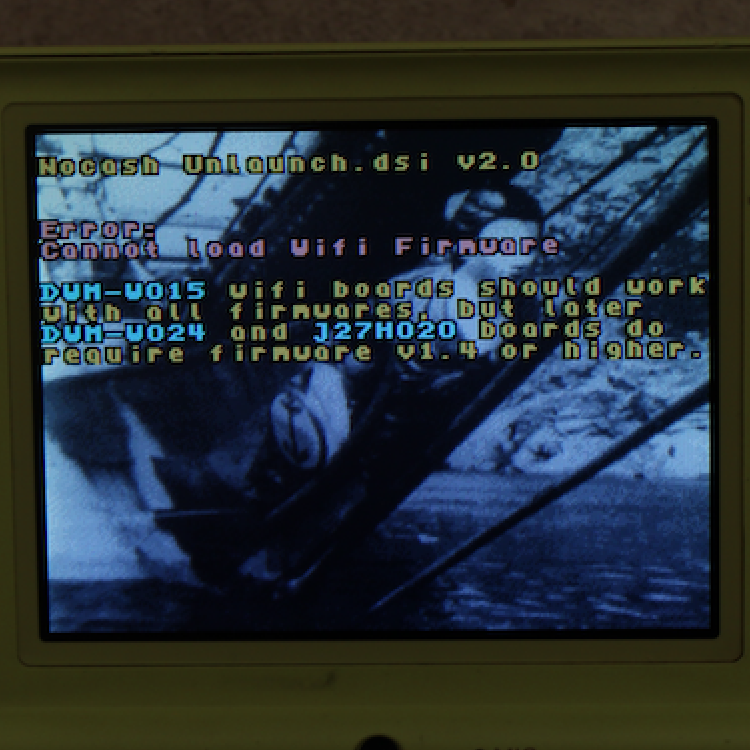 Nocash Unlaunch.dsi v2.0
Error:
Cannot load Wifi Firmware
DWM-W015 wifi boards should work
with all firmwares, but later
DWM-W024 and J27H020 boards do
require firmware v1.4 or higher.